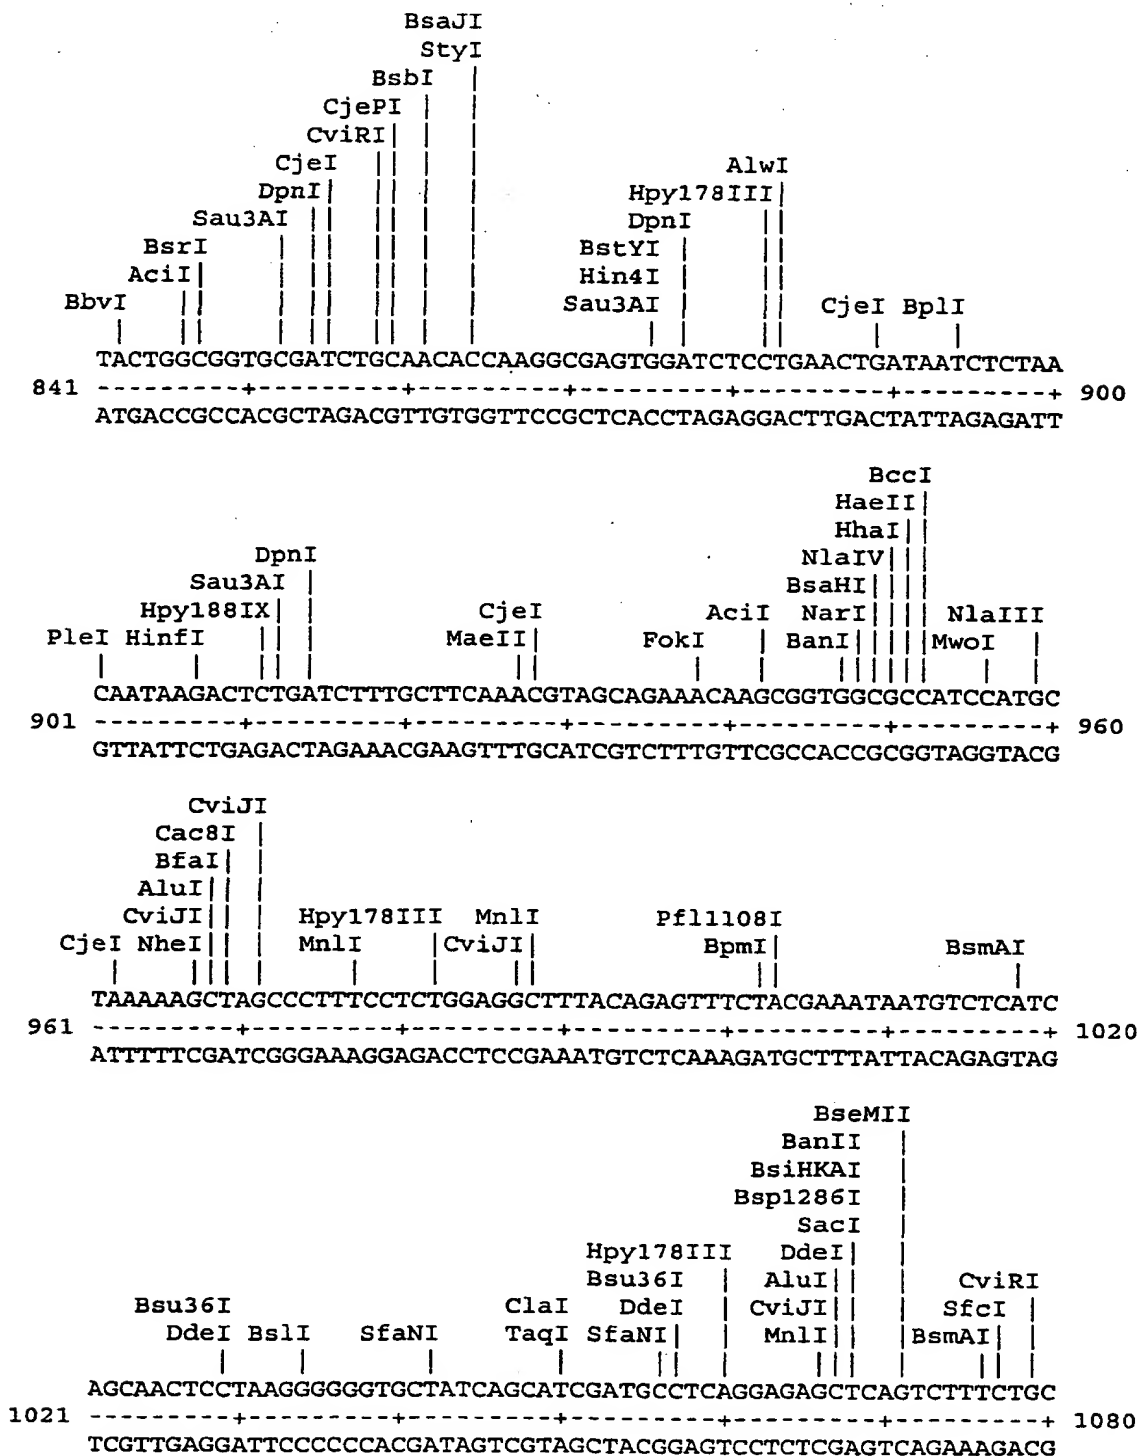 BsaJI
StyI
BsbI
CjePI
CviRI
CjeI AlwI
DpnI Hpy178III
Sau3AI DpnI
BsrI BstYI
AciI Hin4I
BbvI Sau3AI CjeI BplI
TACTGGCGGTGCGATCTGCAACACCAAGGCGAGTGGATCTCCTGAACTGATAATCTCTAA
841 ---------+---------+---------+---------+---------+---------+ 900
ATGACCGCCACGCTAGACGTTGTGGTTCCGCTCACCTAGAGGACTTGACTATTAGAGATT
BccI
HaeII
HhaI
DpnI NlaIV
Sau3AI BsaHI
Hpy188IX CjeI AciI NarI NlaIII
PleI HinfI MaeII FokI BanI MwoI
CAATAAGACTCTGATCTTTGCTTCAAACGTAGCAGAAACAAGCGGTGGCGCCATCCATGC
901 ---------+---------+---------+---------+---------+---------+ 960
GTTATTCTGAGACTAGAAACGAAGTTTGCATCGTCTTTGTTCGCCACCGCGGTAGGTACG
CviJI
Cac8I
BfaI
AluI
CviJI Hpy178III MnlI Pfl1108I
CjeI NheI MnlI CviJI BpmI BsmAI
TAAAAAGCTAGCCCTTTCCTCTGGAGGCTTTACAGAGTTTCTACGAAATAATGTCTCATC
961 ---------+---------+---------+---------+---------+---------+ 1020
ATTTTTCGATCGGGAAAGGAGACCTCCGAAATGTCTCAAAGATGCTTTATTACAGAGTAG
BseMII
BanII
BsiHKAI
Bsp1286I
SacI
Hpy178III DdeI
Bsu36I AluI CviRI
Bsu36I ClaI DdeI CviJI SfcI
DdeI BslI SfaNI TaqI SfaNI MnlI BsmAI
AGCAACTCCTAAGGGGGGTGCTATCAGCATCGATGCCTCAGGAGAGCTCAGTCTTTCTGC
1021 ---------+---------+---------+---------+---------+---------+ 1080
TCGTTGAGGATTCCCCCCACGATAGTCGTAGCTACGGAGTCCTCTCGAGTCAGAAAGACG